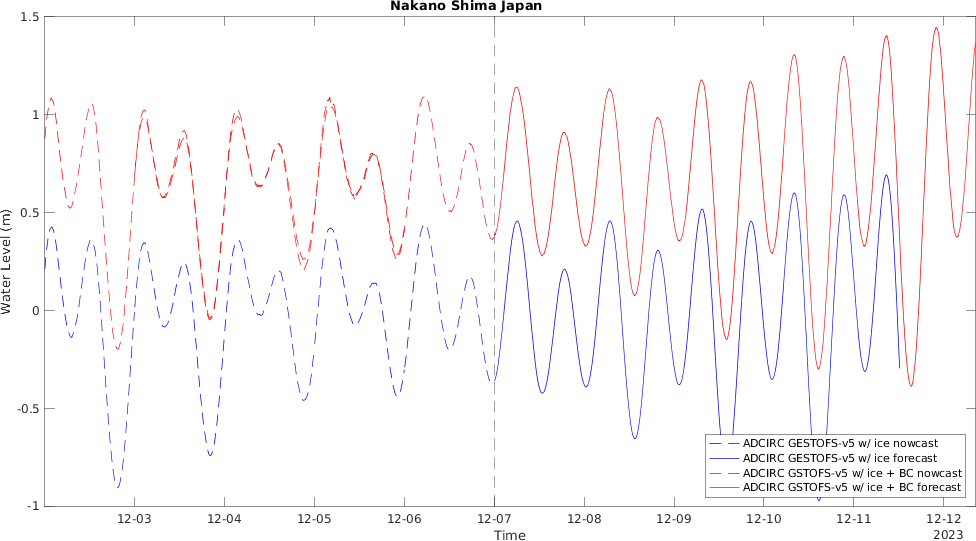 Nakano Shima Japan
1.5
1
0.5
0
-0.5
-1
Water Level (m)
12-03 12-04 12-05 12-06 12-07 12-08 12-09 12-10 12-11 12-12
Time
2023
ADCIRC GESTOFS-v5 w/ ice nowcast
ADCIRC GESTOFS-v5 w/ ice forecast
ADCIRC GSTOFS-v5 w/ ice + BC nowcast
ADCIRC GSTOFS-v5 w/ ice + BC forecast